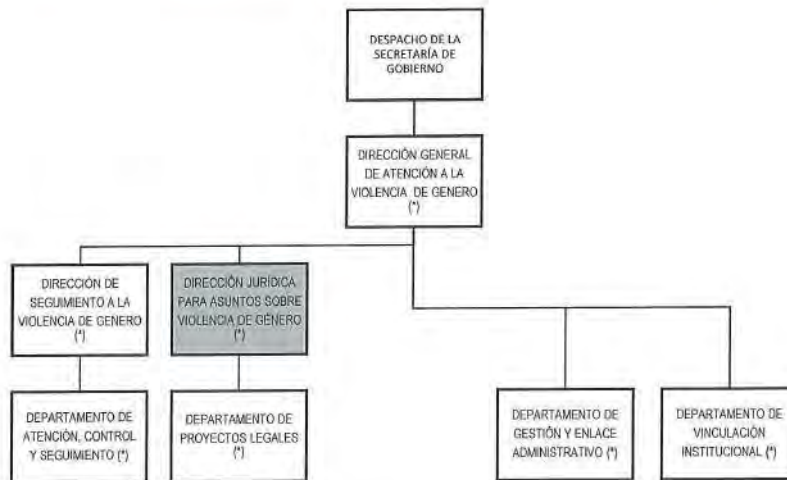 DESPACHO DE LA
SECRETARÍA DE
GOBIERNO
DIRECCIÓN GENERAL
DE ATENCIÓN A LA
VIOLENCIA DE GENERO
(*)
DIRECCIÓN DE
SEGUIMIENTO A LA
VIOLENCIA DE GENERO
(*)
DIRECCIÓN JURÍDICA
PARA ASUNTOS SOBRE
VIOLENCIA DE GÉNERO
(*)
DEPARTAMENTO DE
ATENCIÓN, CONTROL
Y SEGUIMIENTO (*)
DEPARTAMENTO DE
PROYECTOS LEGALES
(*)
DEPARTAMENTO DE
GESTIÓN Y ENLACE
ADMINISTRATIVO (*)
DEPARTAMENTO DE
VINCULACIÓN
INSTITUCIONAL (*)